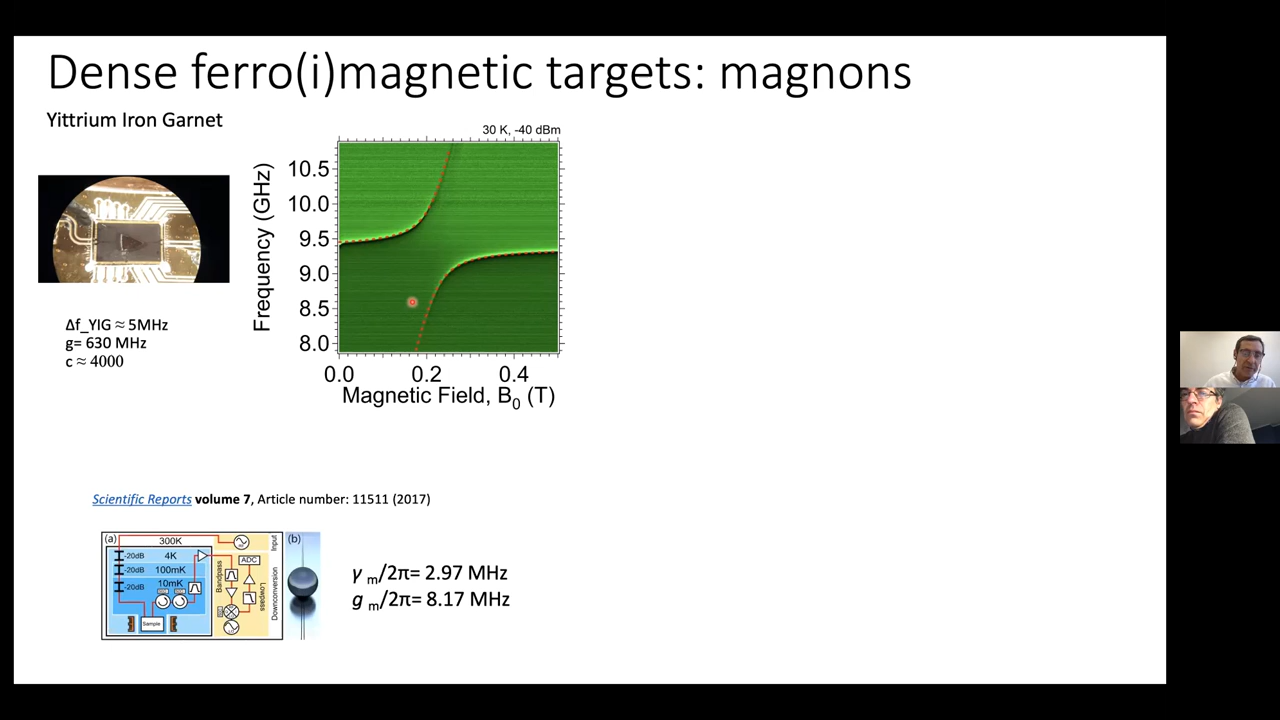 Dense ferro(i)magnetic targets: magnons
Yittrium Iron Garnet
30 K, -40 dBm
Frequency (GHz)
10.5
10.0
9.5
9.0
8.5
8.0
0.0 0.2 0.4
Magnetic Field, B0 (T)
Δf_YIG ≈ 5MHz
g= 630 MHz
c ≈ 4000
Scientific Reports volume 7, Article number: 11511 (2017)
(a) 300K Input (b)
-20dB 4K ADC
-20dB 100mK Bandpass Lowpass Downconversion
-20dB 10mK
Sample
γ m/2π= 2.97 MHz
g m/2π= 8.17 MHz